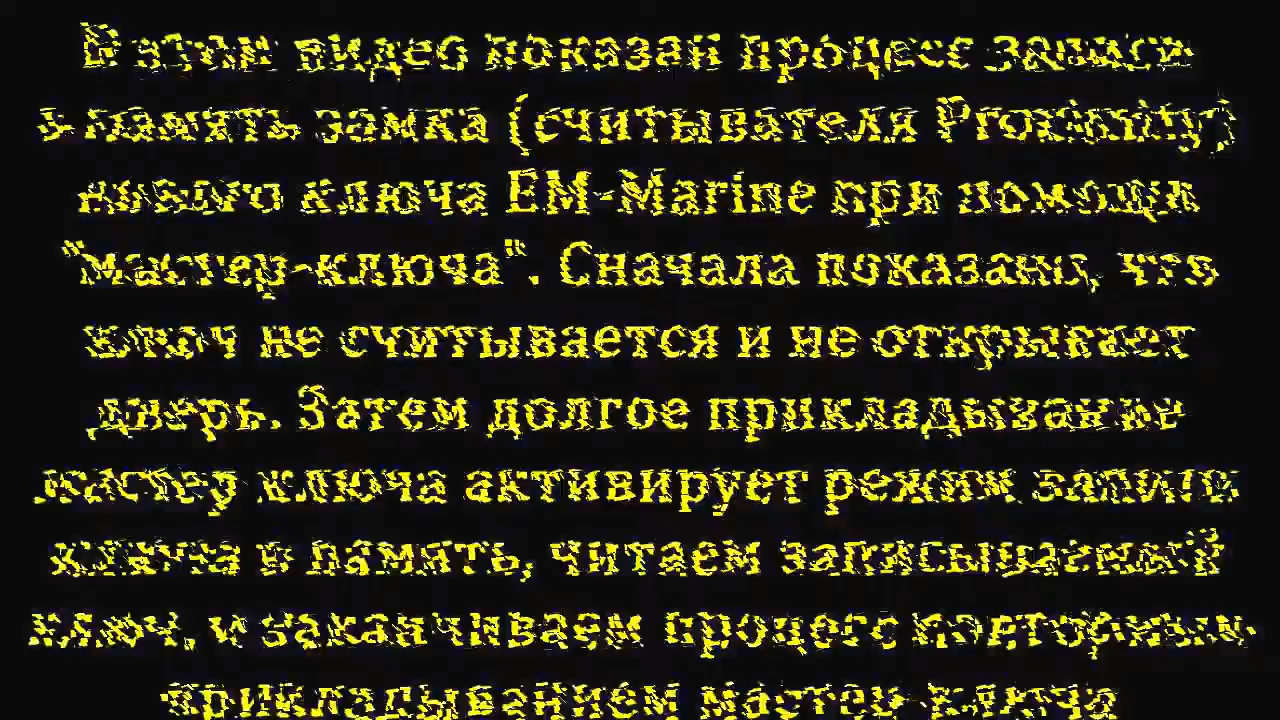 В этом видео показан процесс записи
в память замка (считывателя Proximity)
нового ключа EM-Marine при помощи
"мастер-ключа". Сначала показано, что
ключ не считывается и не открывает
дверь. Затем долгое прикладывание
мастер ключа активирует режим записи
ключа в память, читаем записываемый
ключ, и заканчиваем процесс повторным
прикладыванием мастер-ключа